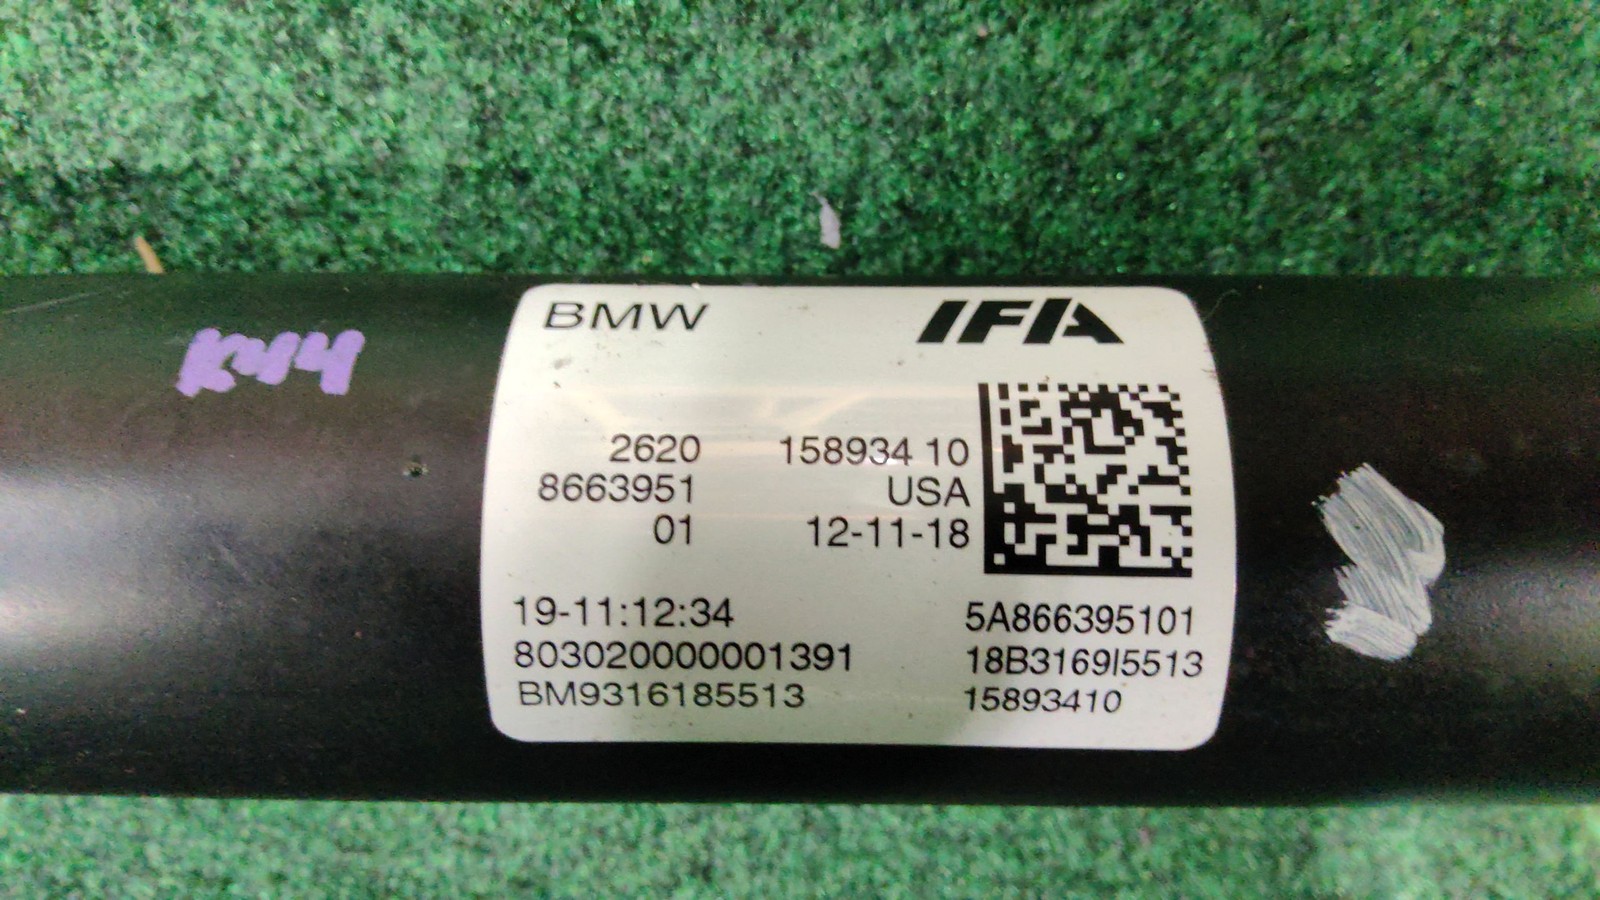 K44
BMW IFA
2620 158934 10
8663951 USA
01 12-11-18
19-11:12:34 5A866395101
803020000001391 18B3169I5513
BM9316185513 15893410